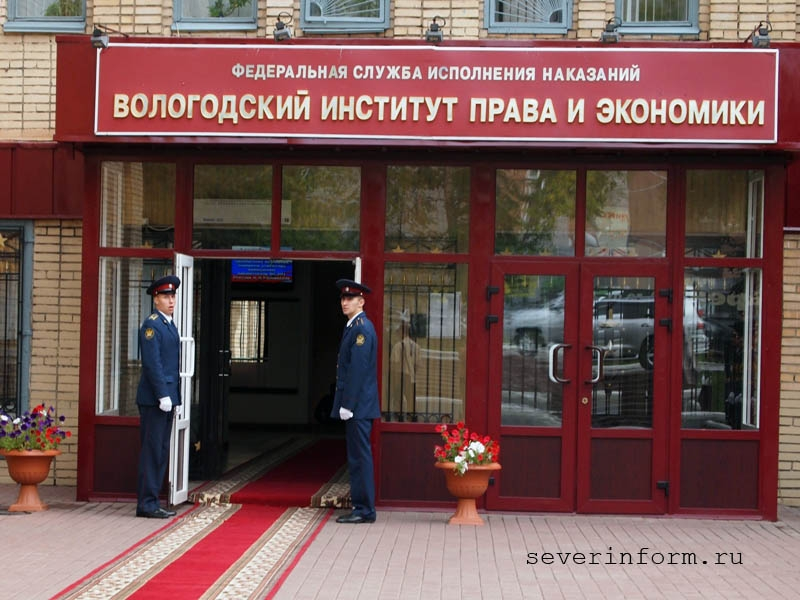 ФЕДЕРАЛЬНАЯ СЛУЖБА ИСПОЛНЕНИЯ НАКАЗАНИЙ
ВОЛОГОДСКИЙ ИНСТИТУТ ПРАВА И ЭКОНОМИКИ
severinform.ru